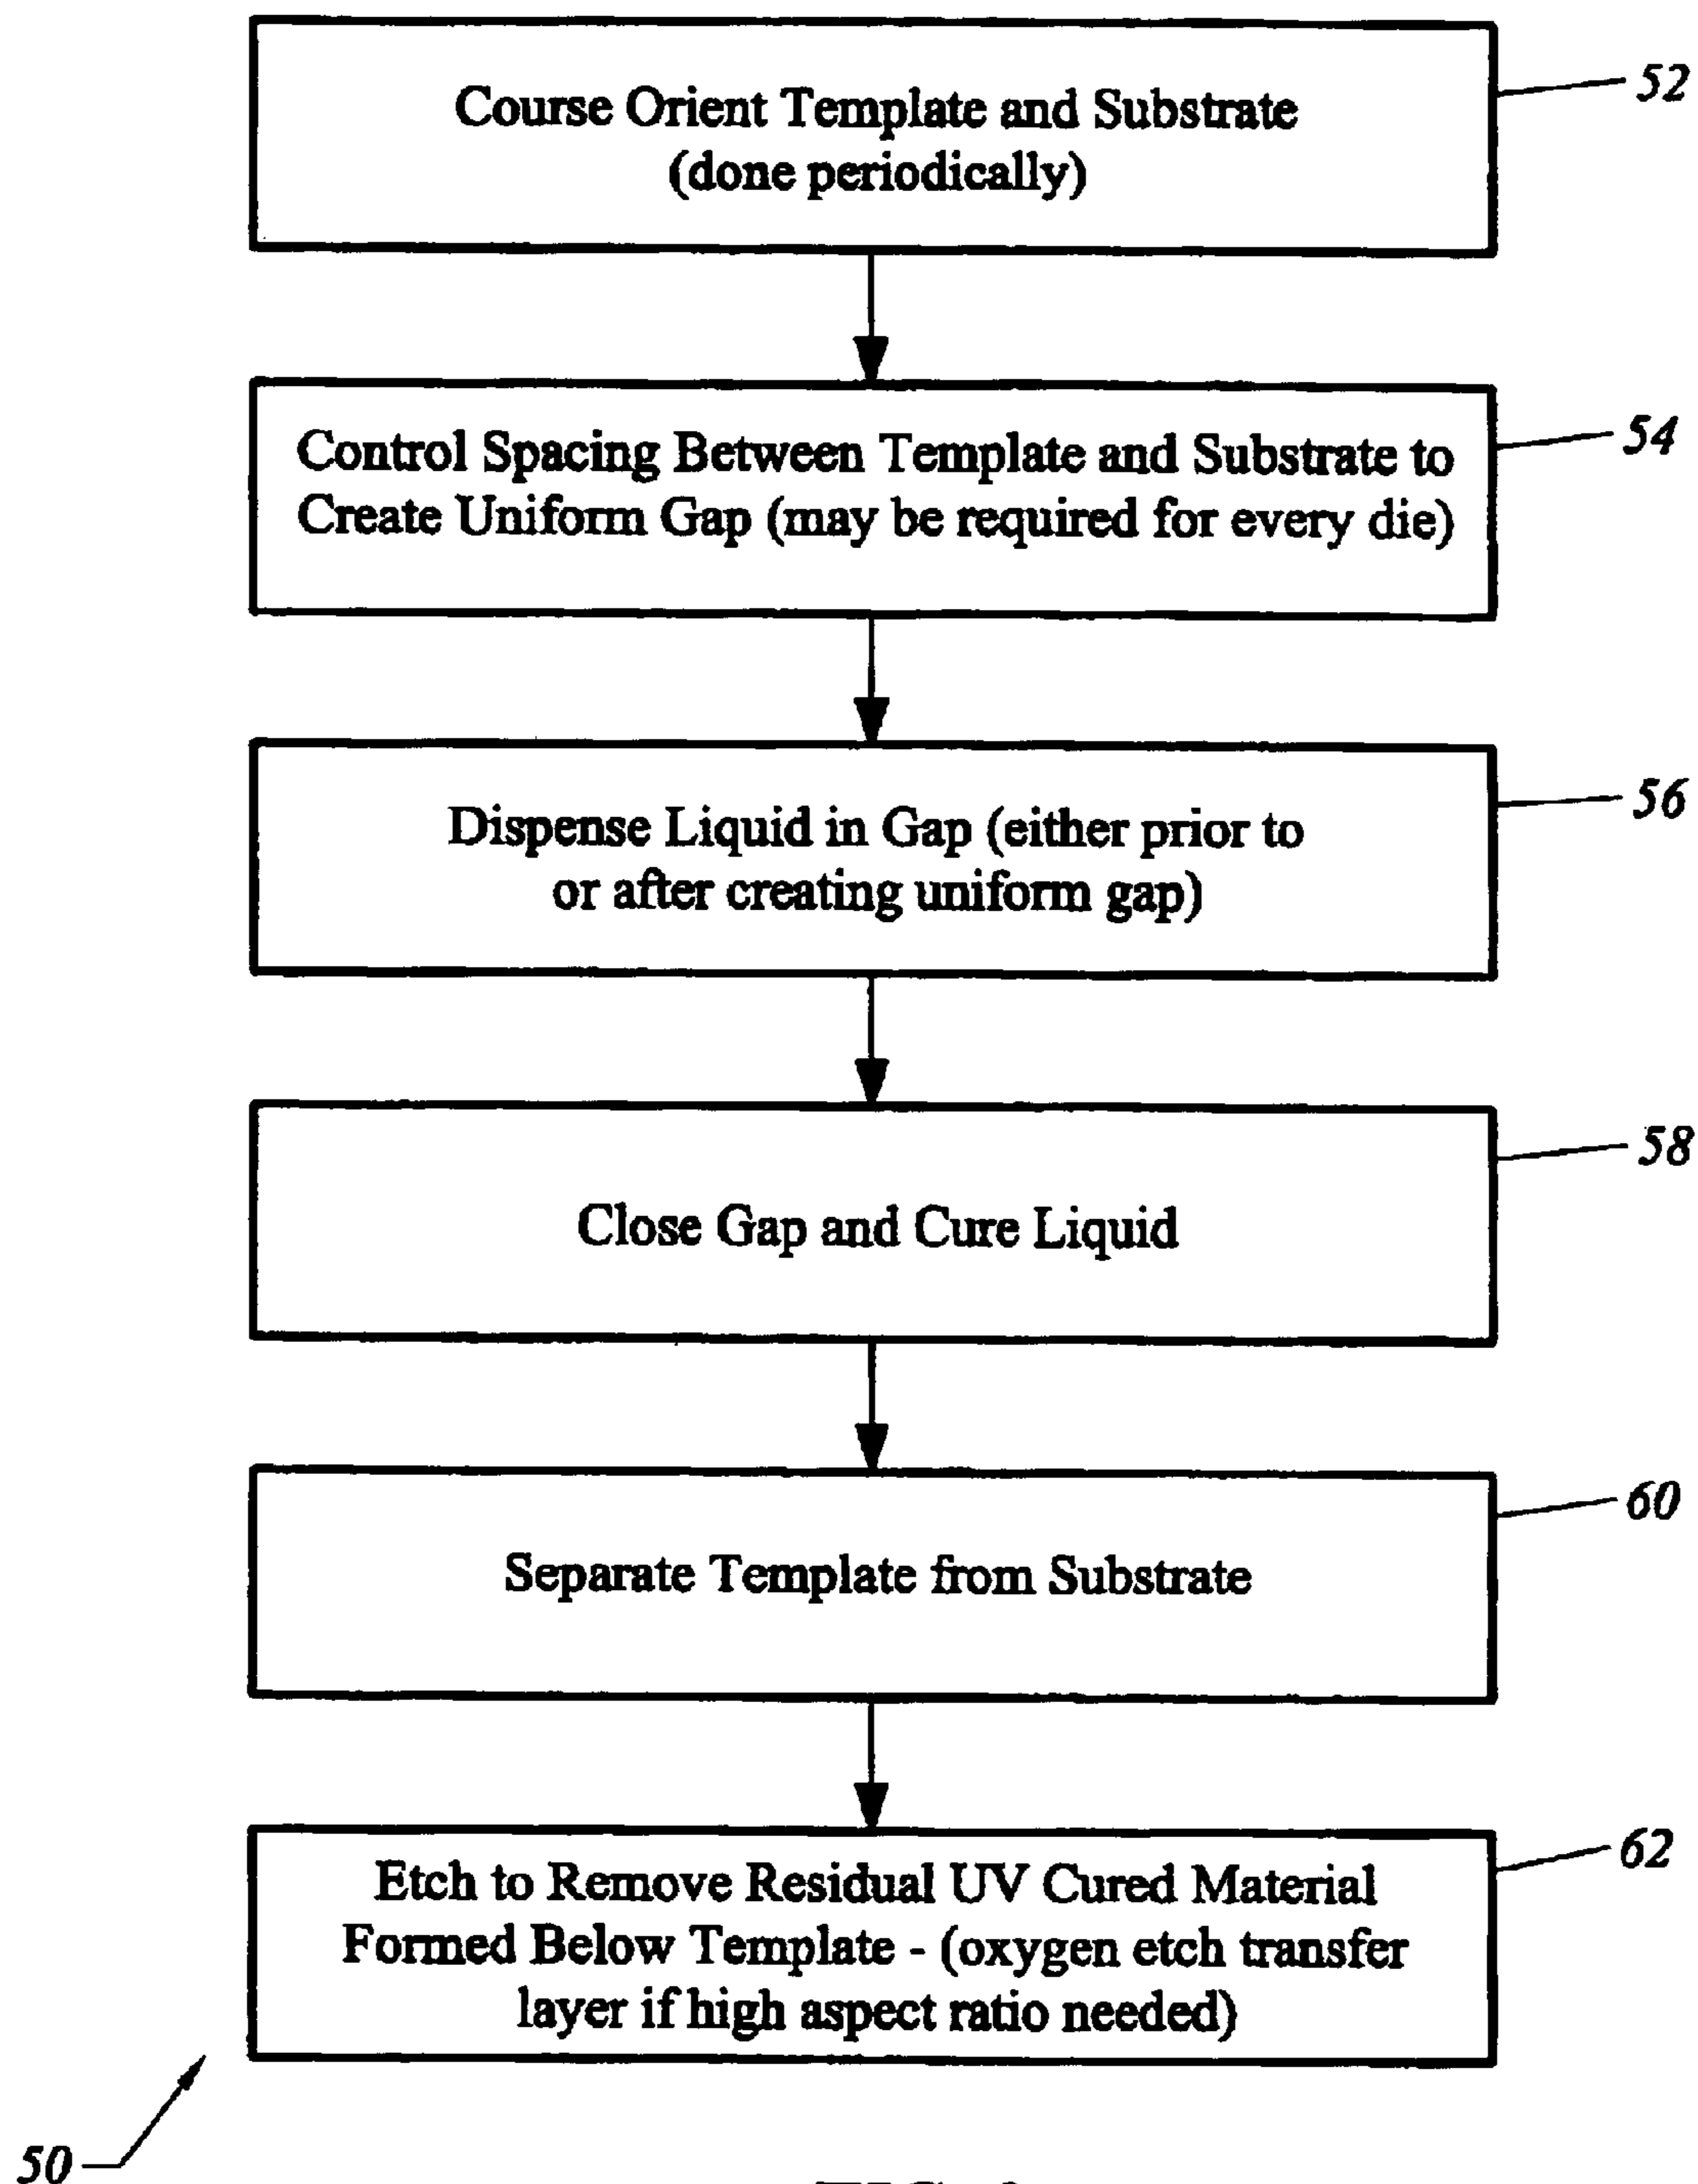 Course Orient Template and Substrate
(done periodically)
52
Control Spacing Between Template and Substrate to
Create Uniform Gap (may be required for every die)
54
Dispense Liquid in Gap (either prior to
or after creating uniform gap)
56
Close Gap and Cure Liquid
58
Separate Template from Substrate
60
Etch to Remove Residual UV Cured Material
Formed Below Template - (oxygen etch transfer
layer if high aspect ratio needed)
62
50